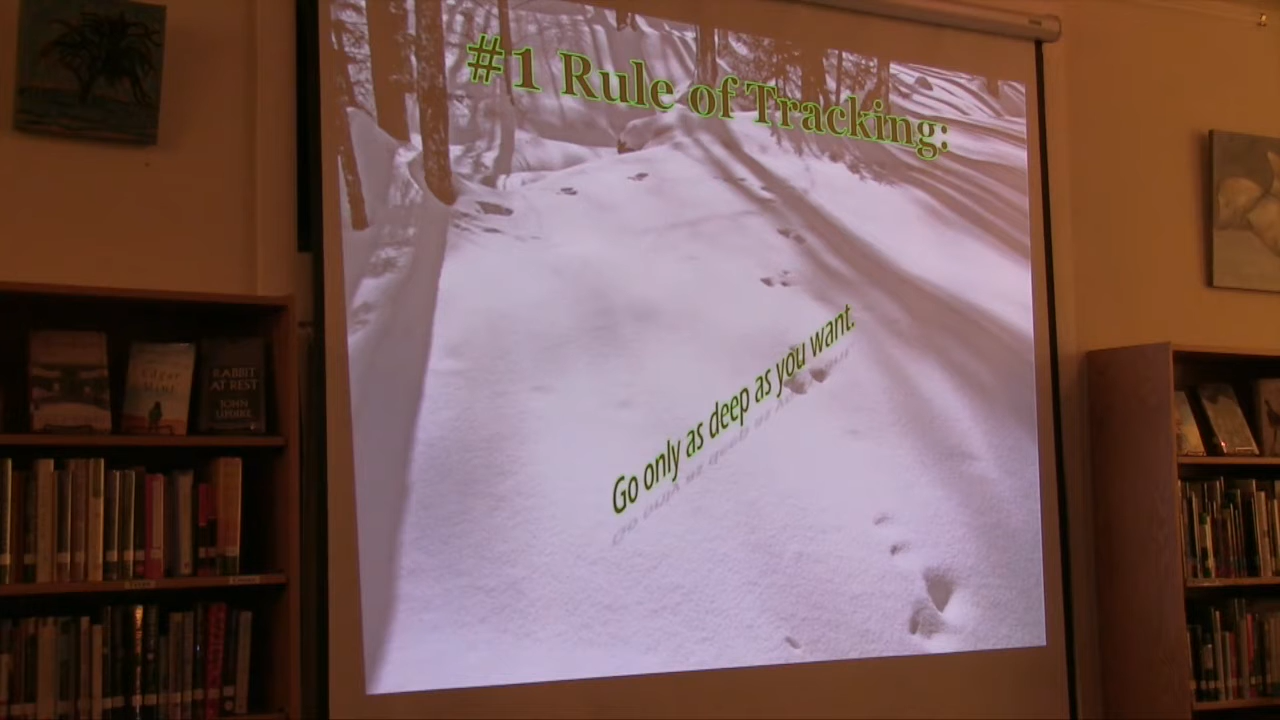 #1 Rule of Tracking:
Go only as deep as you want.
RABBIT
AT REST
JOHN
UPDIKE